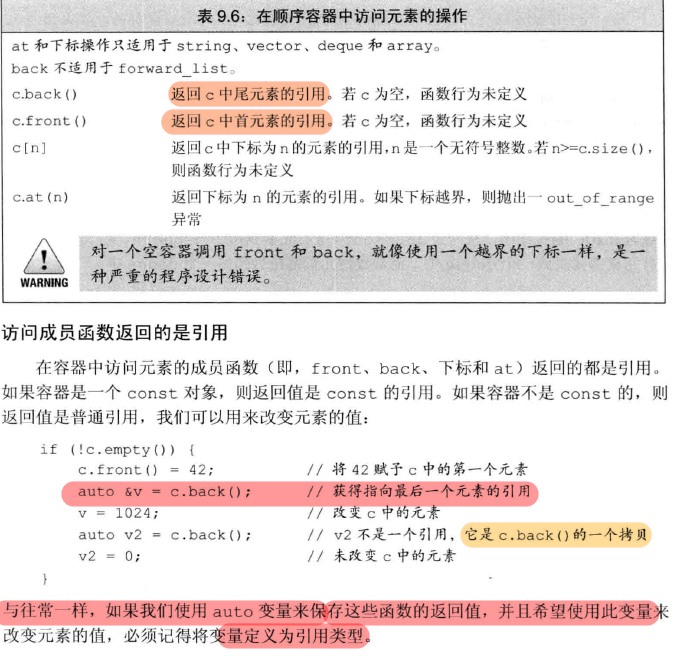 表 9.6：在顺序容器中访问元素的操作
at 和下标操作只适用于 string、vector、deque 和 array。
back 不适用于 forward_list。
c.back() 返回 c 中尾元素的引用。若 c 为空，函数行为未定义
c.front() 返回 c 中首元素的引用。若 c 为空，函数行为未定义
c[n] 返回 c 中下标为 n 的元素的引用，n 是一个无符号整数。若 n>=c.size()，
则函数行为未定义
c.at(n) 返回下标为 n 的元素的引用。如果下标越界，则抛出一 out_of_range
异常
WARNING
对一个空容器调用 front 和 back，就像使用一个越界的下标一样，是一
种严重的程序设计错误。
访问成员函数返回的是引用
在容器中访问元素的成员函数（即，front、back、下标和 at）返回的都是引用。
如果容器是一个 const 对象，则返回值是 const 的引用。如果容器不是 const 的，则
返回值是普通引用，我们可以用来改变元素的值：
if (!c.empty()) {
c.front() = 42; // 将 42 赋予 c 中的第一个元素
auto &v = c.back(); // 获得指向最后一个元素的引用
v = 1024; // 改变 c 中的元素
auto v2 = c.back(); // v2 不是一个引用，它是 c.back()的一个拷贝
v2 = 0; // 未改变 c 中的元素
}
与往常一样，如果我们使用 auto 变量来保存这些函数的返回值，并且希望使用此变量来
改变元素的值，必须记得将变量定义为引用类型。